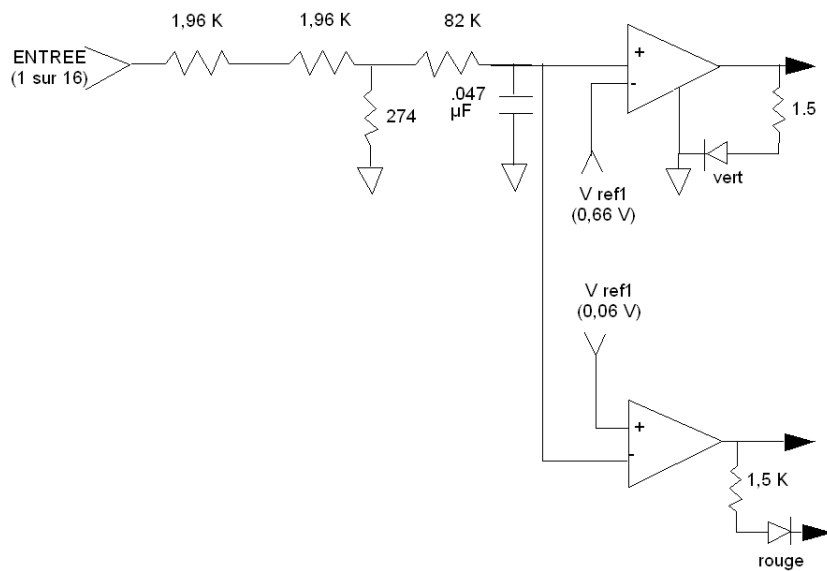 1,96 K
1,96 K
82 K
ENTREE
(1 sur 16)
274
.047
µF
+
-
1.5
vert
V ref1
(0,66 V)
V ref1
(0,06 V)
+
-
1,5 K
rouge